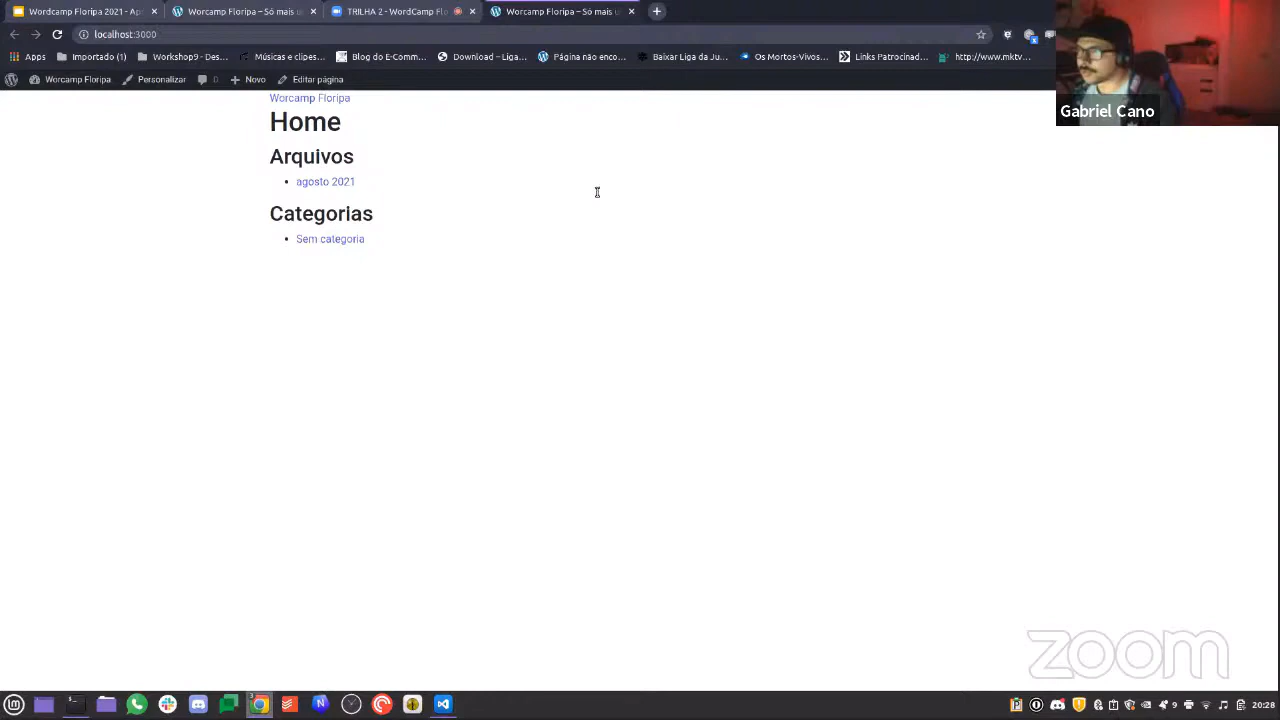 Wordcamp Floripa 2021 - Ap
Worcamp Floripa – Só mais u
TRILHA 2 - WordCamp Flo
Worcamp Floripa – Só mais u
localhost:3000
Apps
Importado (1)
Workshop9 - Des...
Músicas e clipes...
Blog do E-Comm...
Download – Liga...
Página não enco...
Baixar Liga da Ju...
Os Mortos-Vivos...
Links Patrocinad...
http://www.mktv...
Worcamp Floripa
Personalizar
0
Novo
Editar página
Gabriel Cano
Worcamp Floripa
Home
Arquivos
agosto 2021
Categorias
Sem categoria
zoom
9
20:28